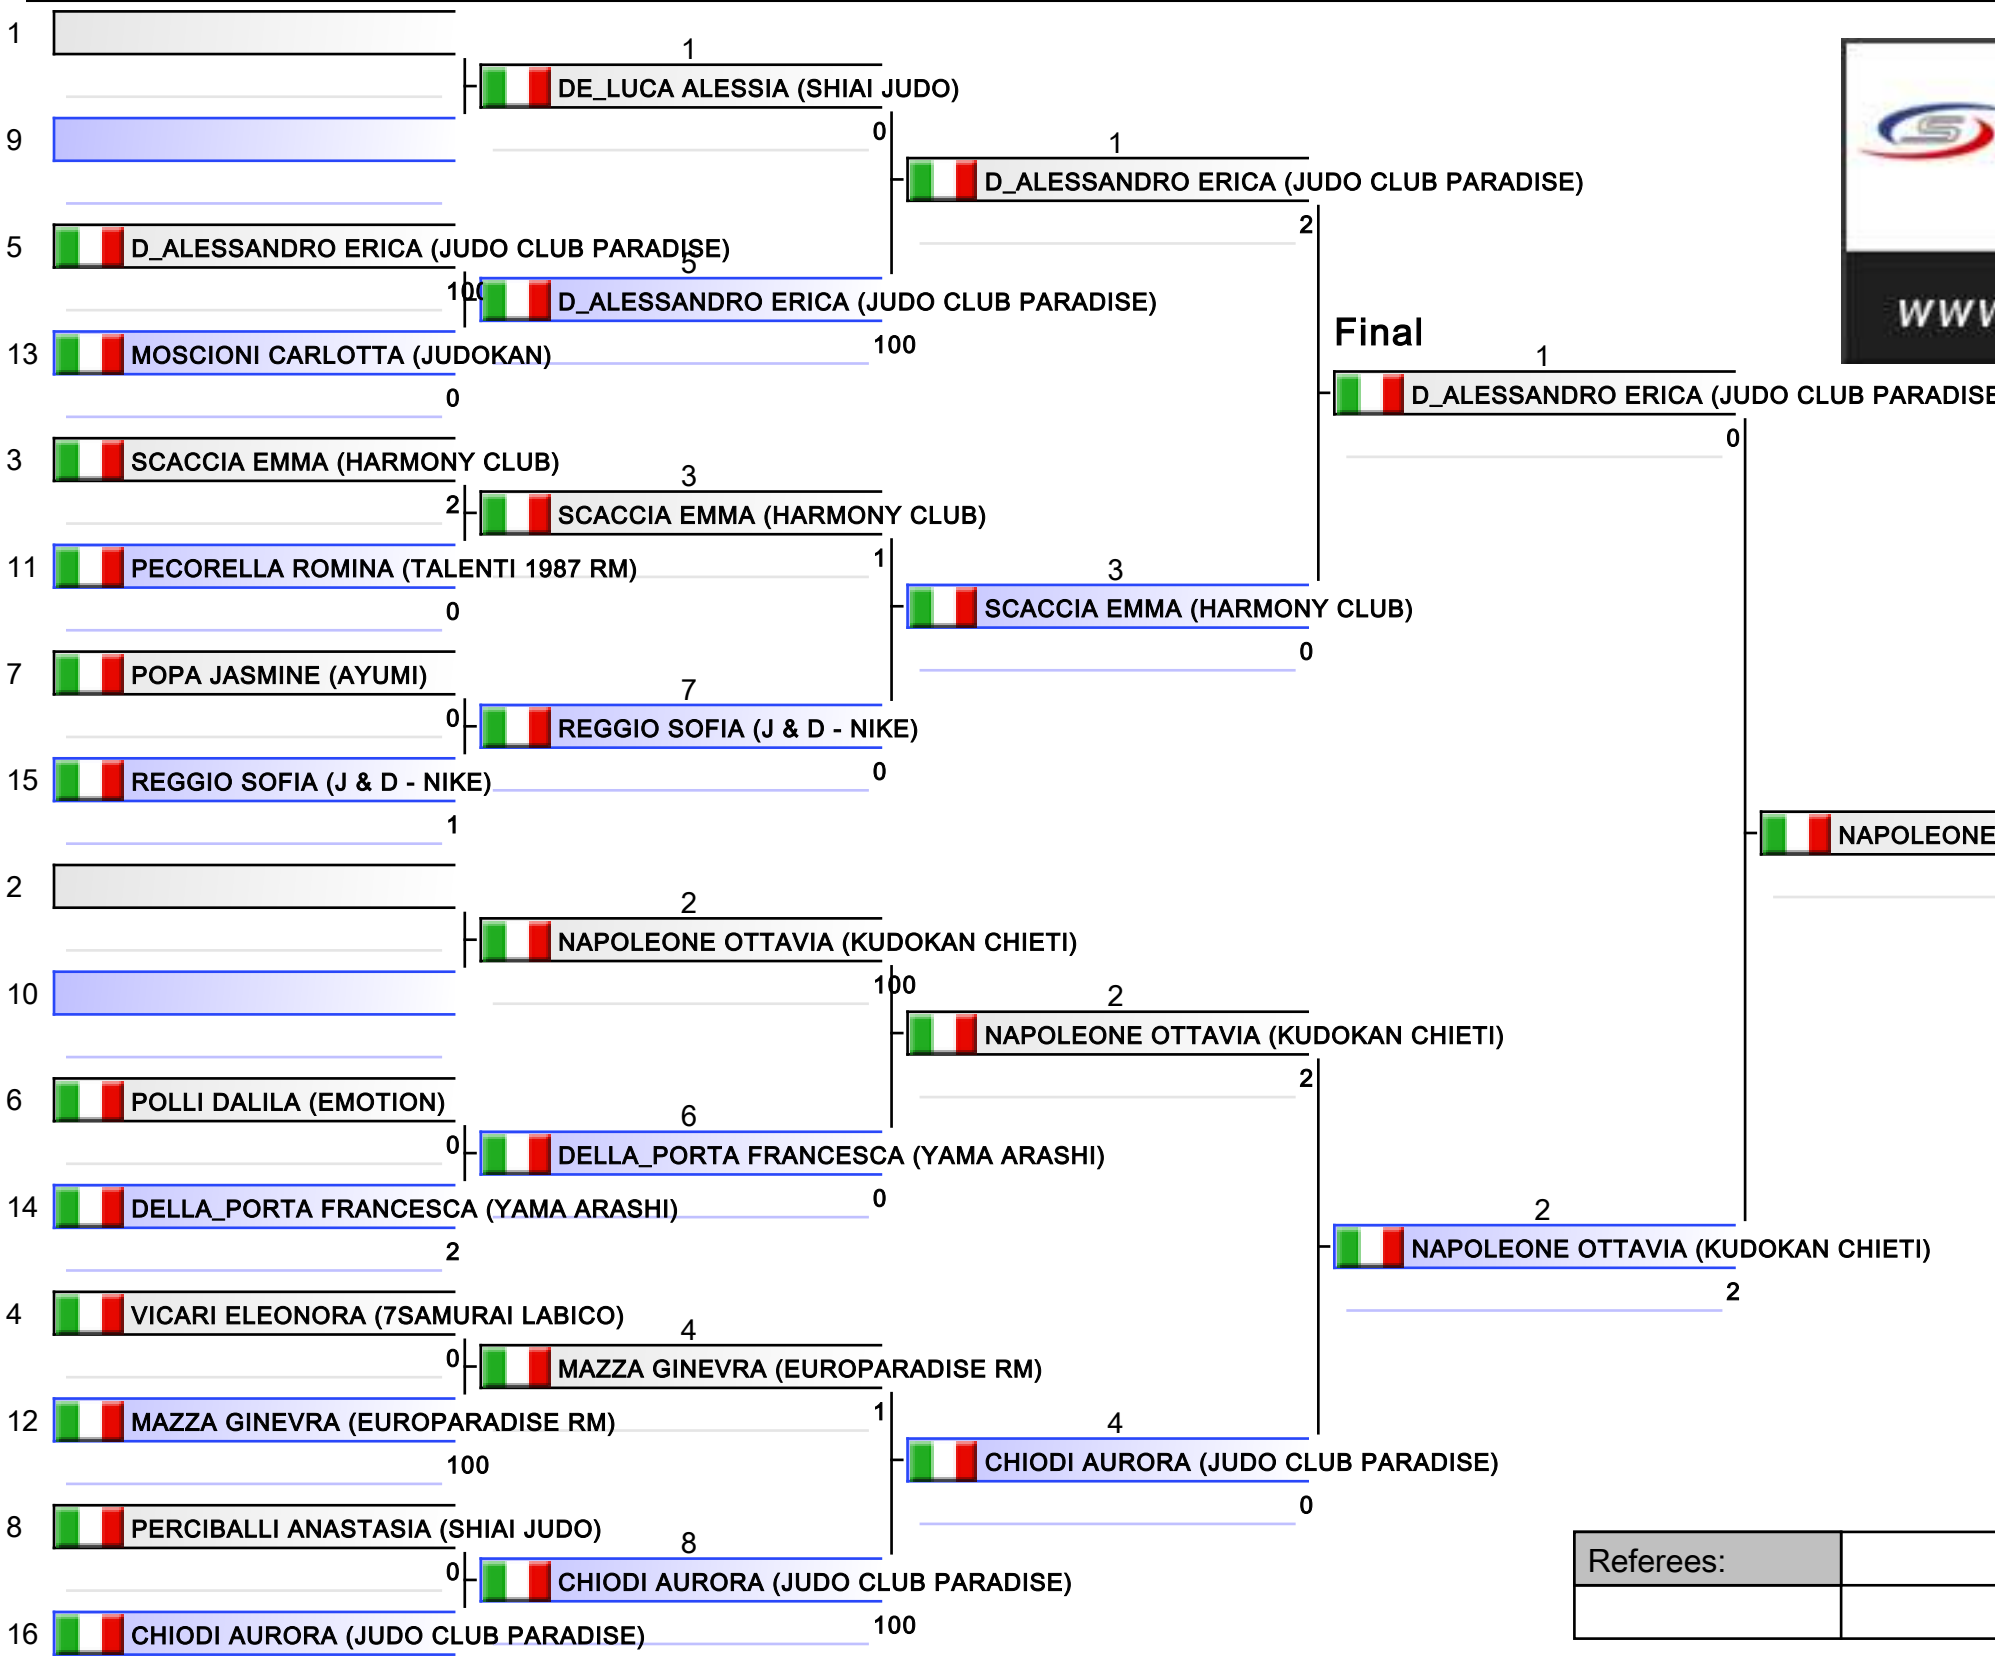 1
1
DE_LUCA ALESSIA (SHIAI JUDO)
0
9
1
D_ALESSANDRO ERICA (JUDO CLUB PARADISE)
2
5
D_ALESSANDRO ERICA (JUDO CLUB PARADISE)
100
5
D_ALESSANDRO ERICA (JUDO CLUB PARADISE)
100
WWW
13
MOSCIONI CARLOTTA (JUDOKAN)
0
Final
1
D_ALESSANDRO ERICA (JUDO CLUB PARADISE
0
3
SCACCIA EMMA (HARMONY CLUB)
2
3
SCACCIA EMMA (HARMONY CLUB)
1
11
PECORELLA ROMINA (TALENTI 1987 RM)
0
3
SCACCIA EMMA (HARMONY CLUB)
0
7
POPA JASMINE (AYUMI)
0
7
REGGIO SOFIA (J & D - NIKE)
0
15
REGGIO SOFIA (J & D - NIKE)
1
NAPOLEONE
2
2
NAPOLEONE OTTAVIA (KUDOKAN CHIETI)
100
10
2
NAPOLEONE OTTAVIA (KUDOKAN CHIETI)
2
6
POLLI DALILA (EMOTION)
0
6
DELLA_PORTA FRANCESCA (YAMA ARASHI)
0
14
DELLA_PORTA FRANCESCA (YAMA ARASHI)
2
2
NAPOLEONE OTTAVIA (KUDOKAN CHIETI)
2
4
VICARI ELEONORA (7SAMURAI LABICO)
0
4
MAZZA GINEVRA (EUROPARADISE RM)
1
12
MAZZA GINEVRA (EUROPARADISE RM)
100
4
CHIODI AURORA (JUDO CLUB PARADISE)
0
8
PERCIBALLI ANASTASIA (SHIAI JUDO)
0
8
CHIODI AURORA (JUDO CLUB PARADISE)
100
16
CHIODI AURORA (JUDO CLUB PARADISE)
Referees: